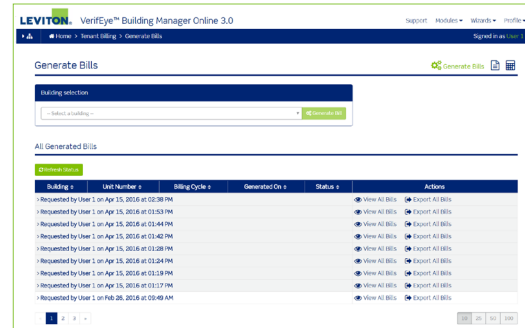 LEVITON. VerifEye™ Building Manager Online 3.0
Support Modules Wizards Profile
Home > Tenant Billing > Generate Bills
Signed in as User 1
Generate Bills
Generate Bills
Building selection
-- Select a building --
Generate Bill
All Generated Bills
Refresh Status
Building Unit Number Billing Cycle Generated On Status Actions
> Requested by User 1 on Apr 15, 2016 at 02:38 PM View All Bills Export All Bills
> Requested by User 1 on Apr 15, 2016 at 01:53 PM View All Bills Export All Bills
> Requested by User 1 on Apr 15, 2016 at 01:44 PM View All Bills Export All Bills
> Requested by User 1 on Apr 15, 2016 at 01:42 PM View All Bills Export All Bills
> Requested by User 1 on Apr 15, 2016 at 01:28 PM View All Bills Export All Bills
> Requested by User 1 on Apr 15, 2016 at 01:24 PM View All Bills Export All Bills
> Requested by User 1 on Apr 15, 2016 at 01:19 PM View All Bills Export All Bills
> Requested by User 1 on Apr 15, 2016 at 01:17 PM View All Bills Export All Bills
> Requested by User 1 on Feb 26, 2016 at 09:49 AM View All Bills Export All Bills
« 1 2 3 »
10 25 50 100